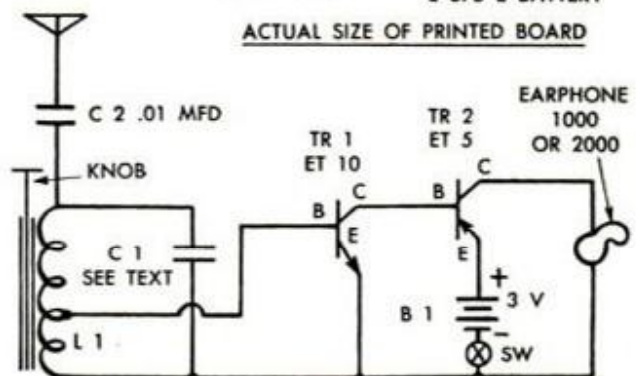 ACTUAL SIZE OF PRINTED BOARD
C 2 .01 MFD
KNOB
C 1
SEE TEXT
L 1
TR 1
ET 10
B
C
E
TR 2
ET 5
B
C
E
EARPHONE
1000
OR 2000
+
B 1
3 V
−
SW